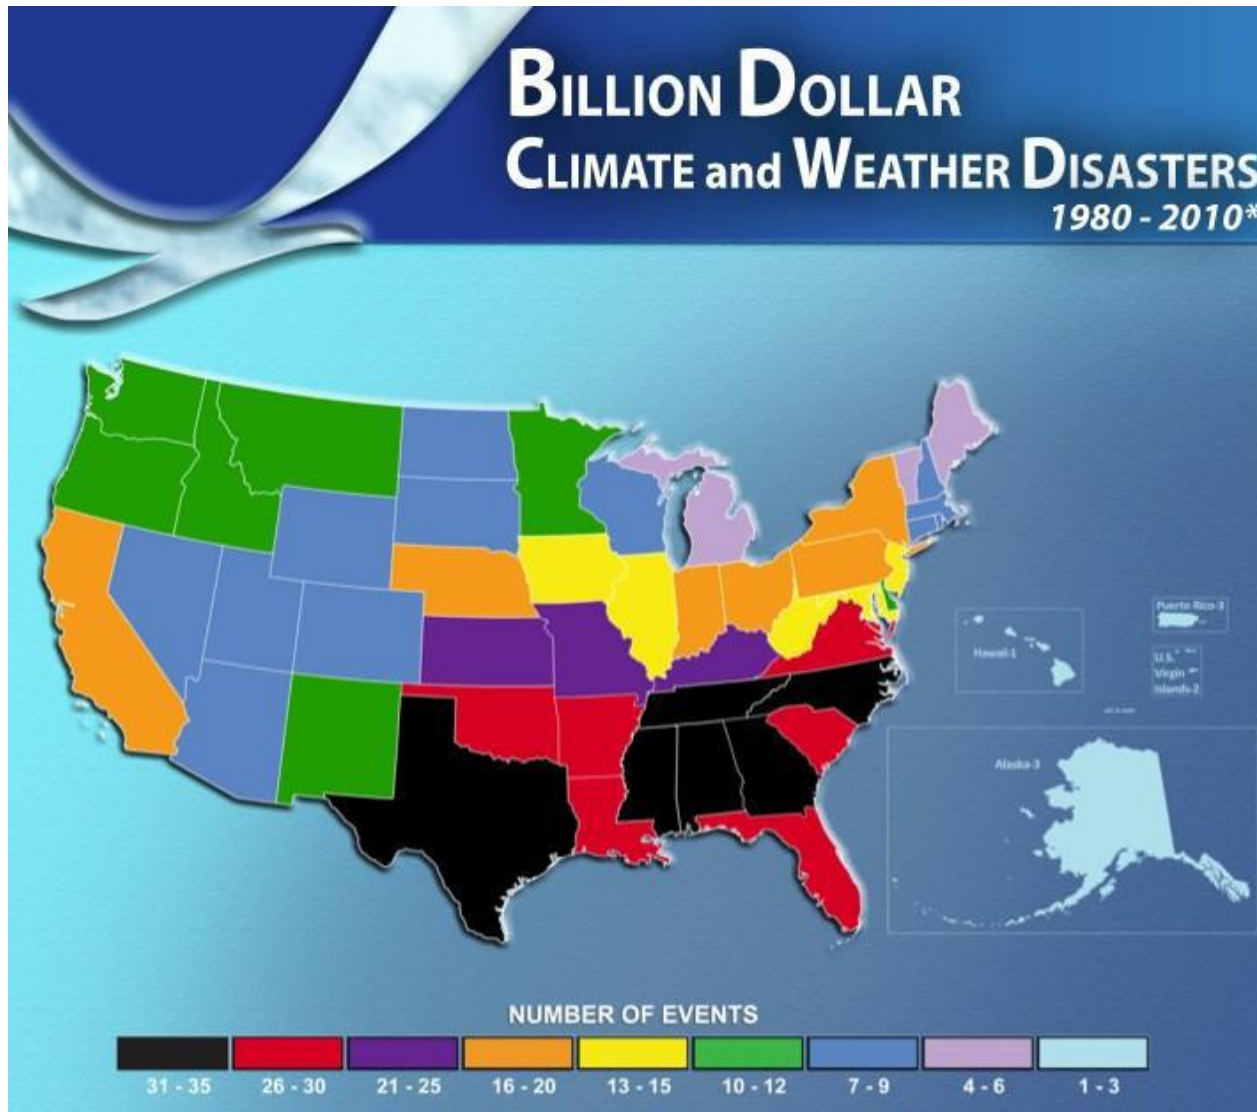 BILLION DOLLAR
CLIMATE and WEATHER DISASTERS
1980 - 2010*
Puerto Rico-3
Hawaii-1
U.S.
Virgin
Islands-2
Alaska-3
NUMBER OF EVENTS
31 - 35
26 - 30
21 - 25
16 - 20
13 - 15
10 - 12
7 - 9
4 - 6
1 - 3